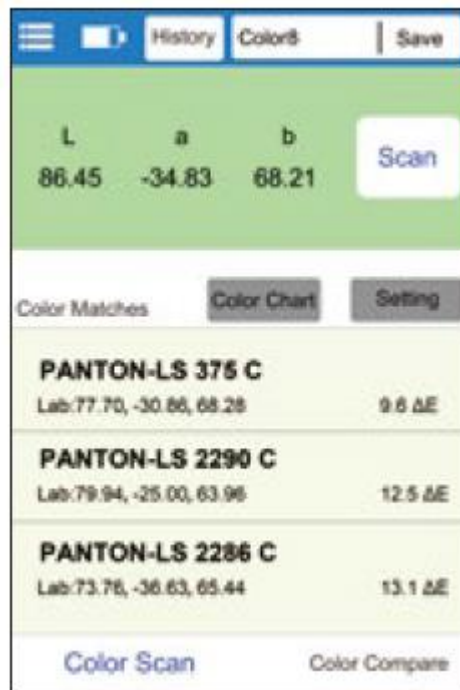 History Color8 | Save
L a b
86.45 -34.83 68.21
Scan
Color Matches Color Chart Setting
PANTON-LS 375 C
Lab:77.70, -30.86, 68.28 9.6 ΔE
PANTON-LS 2290 C
Lab:79.94, -25.00, 63.96 12.5 ΔE
PANTON-LS 2286 C
Lab:73.76, -36.63, 65.44 13.1 ΔE
Color Scan Color Compare